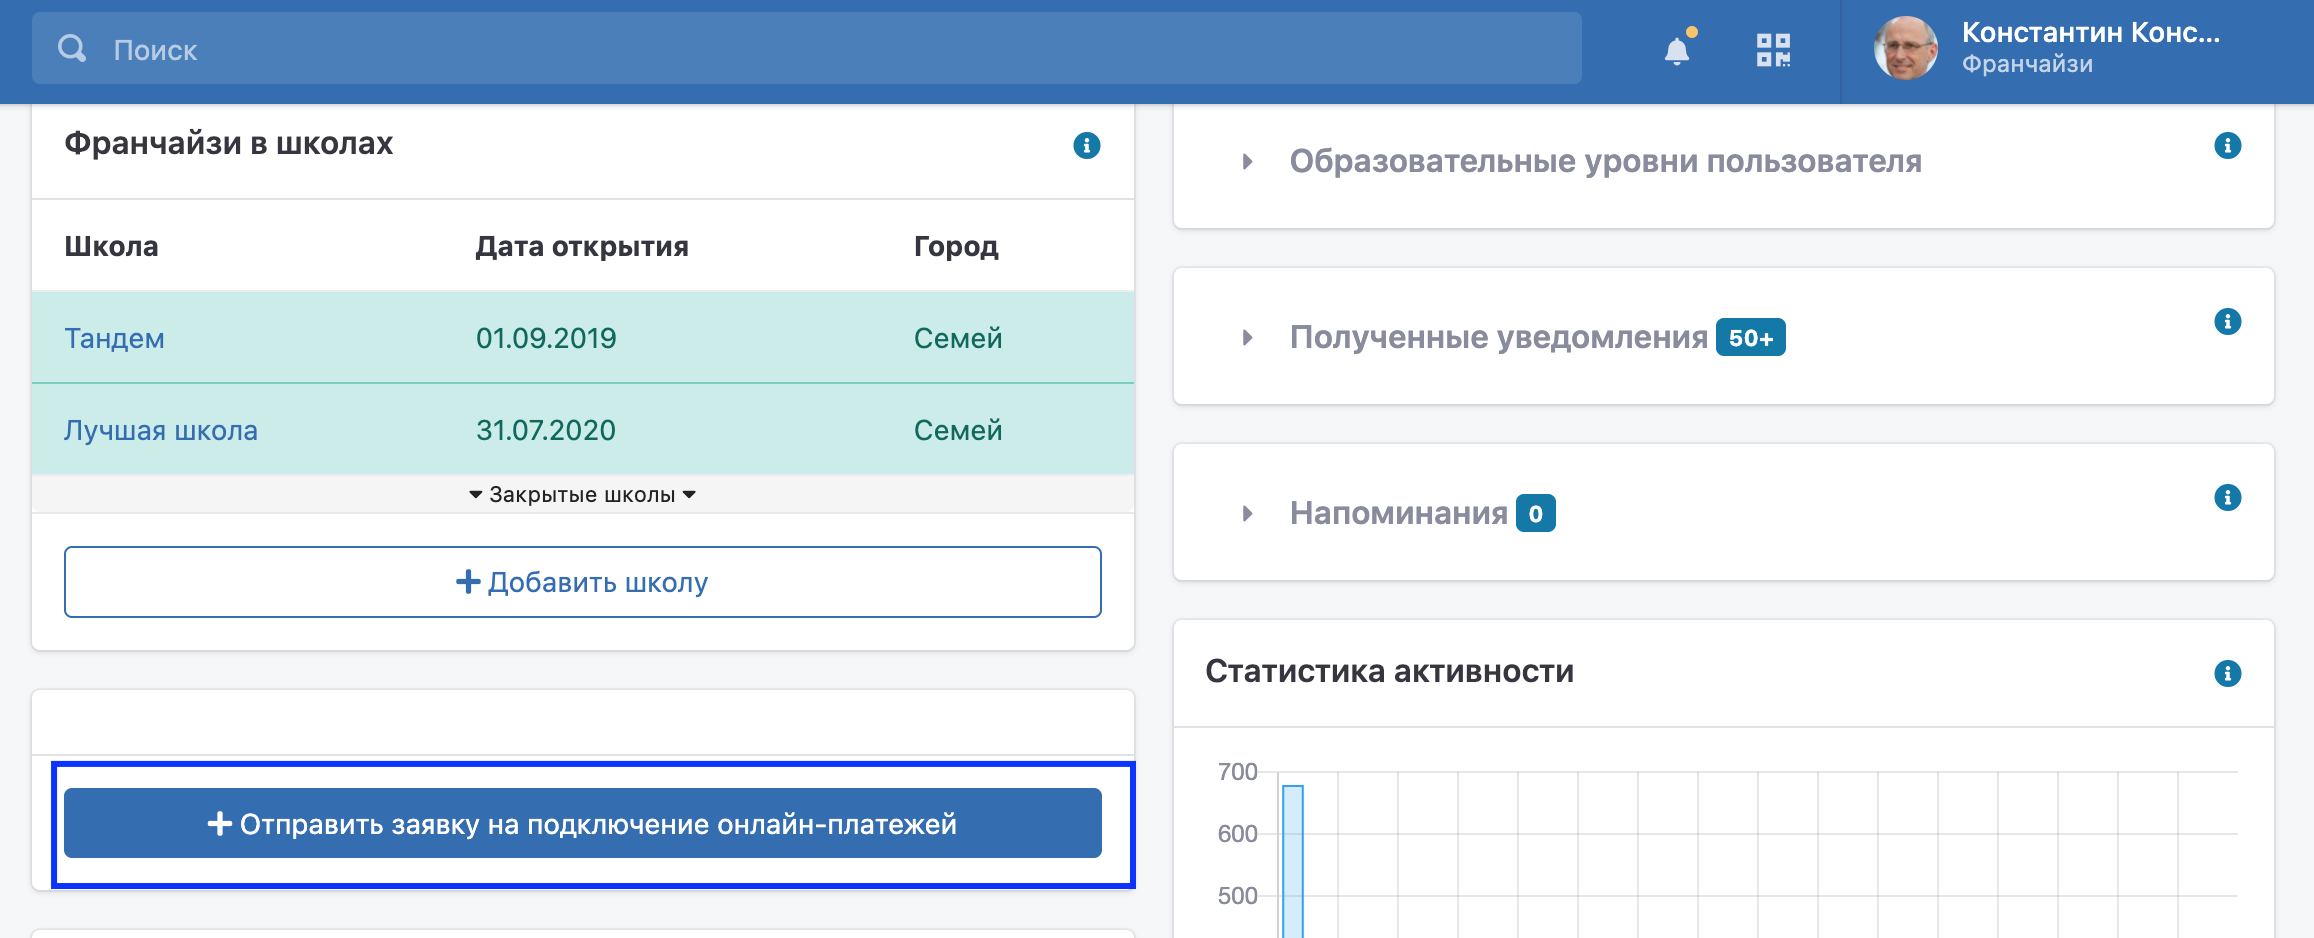 Поиск
Константин Конс...
Франчайзи
Франчайзи в школах
Школа Дата открытия Город
Тандем 01.09.2019 Семей
Лучшая школа 31.07.2020 Семей
Закрытые школы
Добавить школу
Отправить заявку на подключение онлайн-платежей
Образовательные уровни пользователя
Полученные уведомления 50+
Напоминания 0
Статистика активности
700
600
500